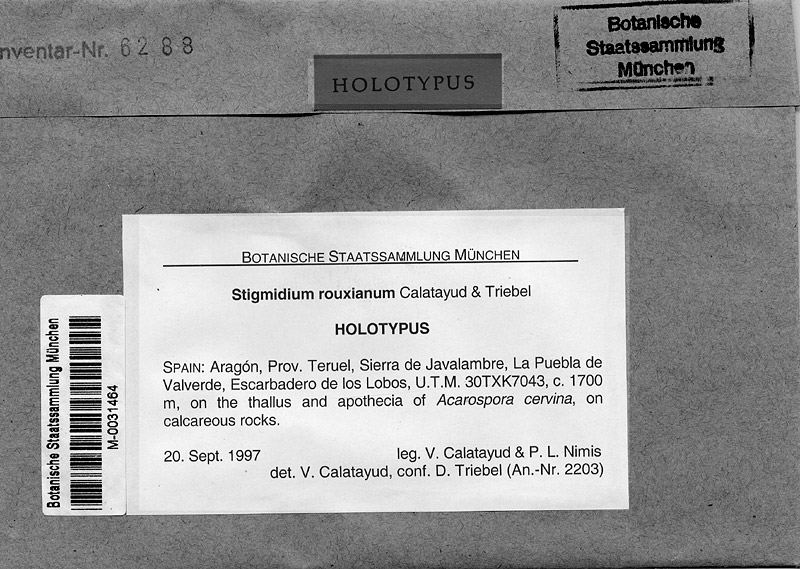 nventar-Nr. 6288
HOLOTYPUS
Botanische
Staatssammlung
München
BOTANISCHE STAATSSAMMLUNG MÜNCHEN
Stigmidium rouxianum Calatayud & Triebel
HOLOTYPUS
SPAIN: Aragón, Prov. Teruel, Sierra de Javalambre, La Puebla de
Valverde, Escarbadero de los Lobos, U.T.M. 30TXK7043, c. 1700
m, on the thallus and apothecia of Acarospora cervina, on
calcareous rocks.
20. Sept. 1997 leg. V. Calatayud & P. L. Nimis
det. V. Calatayud, conf. D. Triebel (An.-Nr. 2203)
Botanische Staatssammlung München
M-0031464